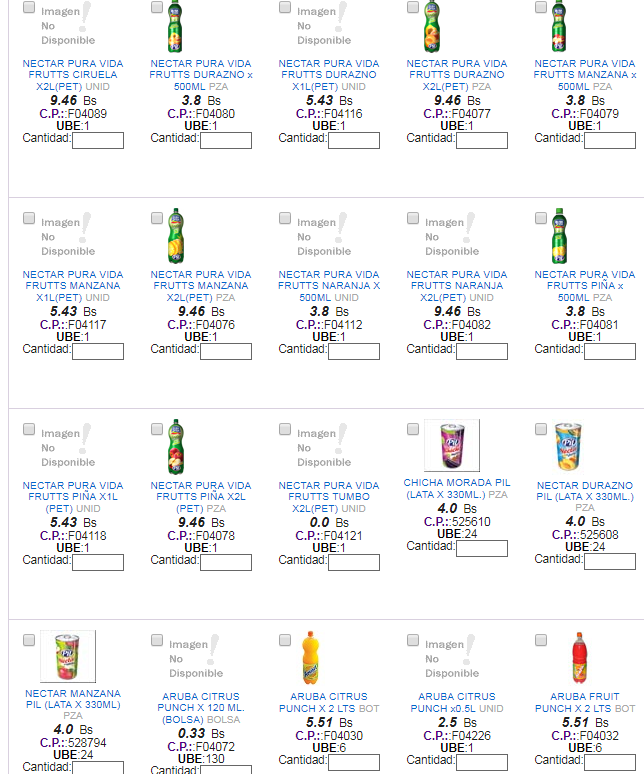 Imagen
No
Disponible
NECTAR PURA VIDA
FRUTTS CIRUELA
X2L(PET) UNID
9.46 Bs
C.P.:F04089
UBE:1
Cantidad:
NECTAR PURA VIDA
FRUTTS DURAZNO x
500ML PZA
3.8 Bs
C.P.:F04080
UBE:1
Cantidad:
Imagen
No
Disponible
NECTAR PURA VIDA
FRUTTS DURAZNO
X1L(PET) UNID
5.43 Bs
C.P.:F04116
UBE:1
Cantidad:
NECTAR PURA VIDA
FRUTTS DURAZNO
X2L(PET) PZA
9.46 Bs
C.P.:F04077
UBE:1
Cantidad:
NECTAR PURA VIDA
FRUTTS MANZANA x
500ML PZA
3.8 Bs
C.P.:F04079
UBE:1
Cantidad:
Imagen
No
Disponible
NECTAR PURA VIDA
FRUTTS MANZANA
X1L(PET) UNID
5.43 Bs
C.P.:F04117
UBE:1
Cantidad:
NECTAR PURA VIDA
FRUTTS MANZANA
X2L(PET) PZA
9.46 Bs
C.P.:F04076
UBE:1
Cantidad:
Imagen
No
Disponible
NECTAR PURA VIDA
FRUTTS NARANJA X
500ML UNID
3.8 Bs
C.P.:F04112
UBE:1
Cantidad:
Imagen
No
Disponible
NECTAR PURA VIDA
FRUTTS NARANJA
X2L(PET) UNID
9.46 Bs
C.P.:F04082
UBE:1
Cantidad:
NECTAR PURA VIDA
FRUTTS PIÑA x
500ML PZA
3.8 Bs
C.P.:F04081
UBE:1
Cantidad:
Imagen
No
Disponible
NECTAR PURA VIDA
FRUTTS PIÑA X1L
(PET) UNID
5.43 Bs
C.P.:F04118
UBE:1
Cantidad:
NECTAR PURA VIDA
FRUTTS PIÑA X2L
(PET) PZA
9.46 Bs
C.P.:F04078
UBE:1
Cantidad:
Imagen
No
Disponible
NECTAR PURA VIDA
FRUTTS TUMBO
X2L(PET) UNID
0.0 Bs
C.P.:F04121
UBE:1
Cantidad:
PIL
CHICHA MORADA PIL
(LATA X 330ML.) PZA
4.0 Bs
C.P.:525610
UBE:24
Cantidad:
PIL
NECTAR DURAZNO
PIL (LATA X 330ML.)
PZA
4.0 Bs
C.P.:525608
UBE:24
Cantidad:
PIL
NECTAR MANZANA
PIL (LATA X 330ML)
PZA
4.0 Bs
C.P.:528794
UBE:24
Cantidad:
Imagen
No
Disponible
ARUBA CITRUS
PUNCH X 120 ML.
(BOLSA) BOLSA
0.33 Bs
C.P.:F04072
UBE:130
Cantidad:
ARUBA CITRUS
PUNCH X 2 LTS BOT
5.51 Bs
C.P.:F04030
UBE:6
Cantidad:
Imagen
No
Disponible
ARUBA CITRUS
PUNCH x0.5L UNID
2.5 Bs
C.P.:F04226
UBE:1
Cantidad:
ARUBA FRUIT
PUNCH X 2 LTS BOT
5.51 Bs
C.P.:F04032
UBE:6
Cantidad: